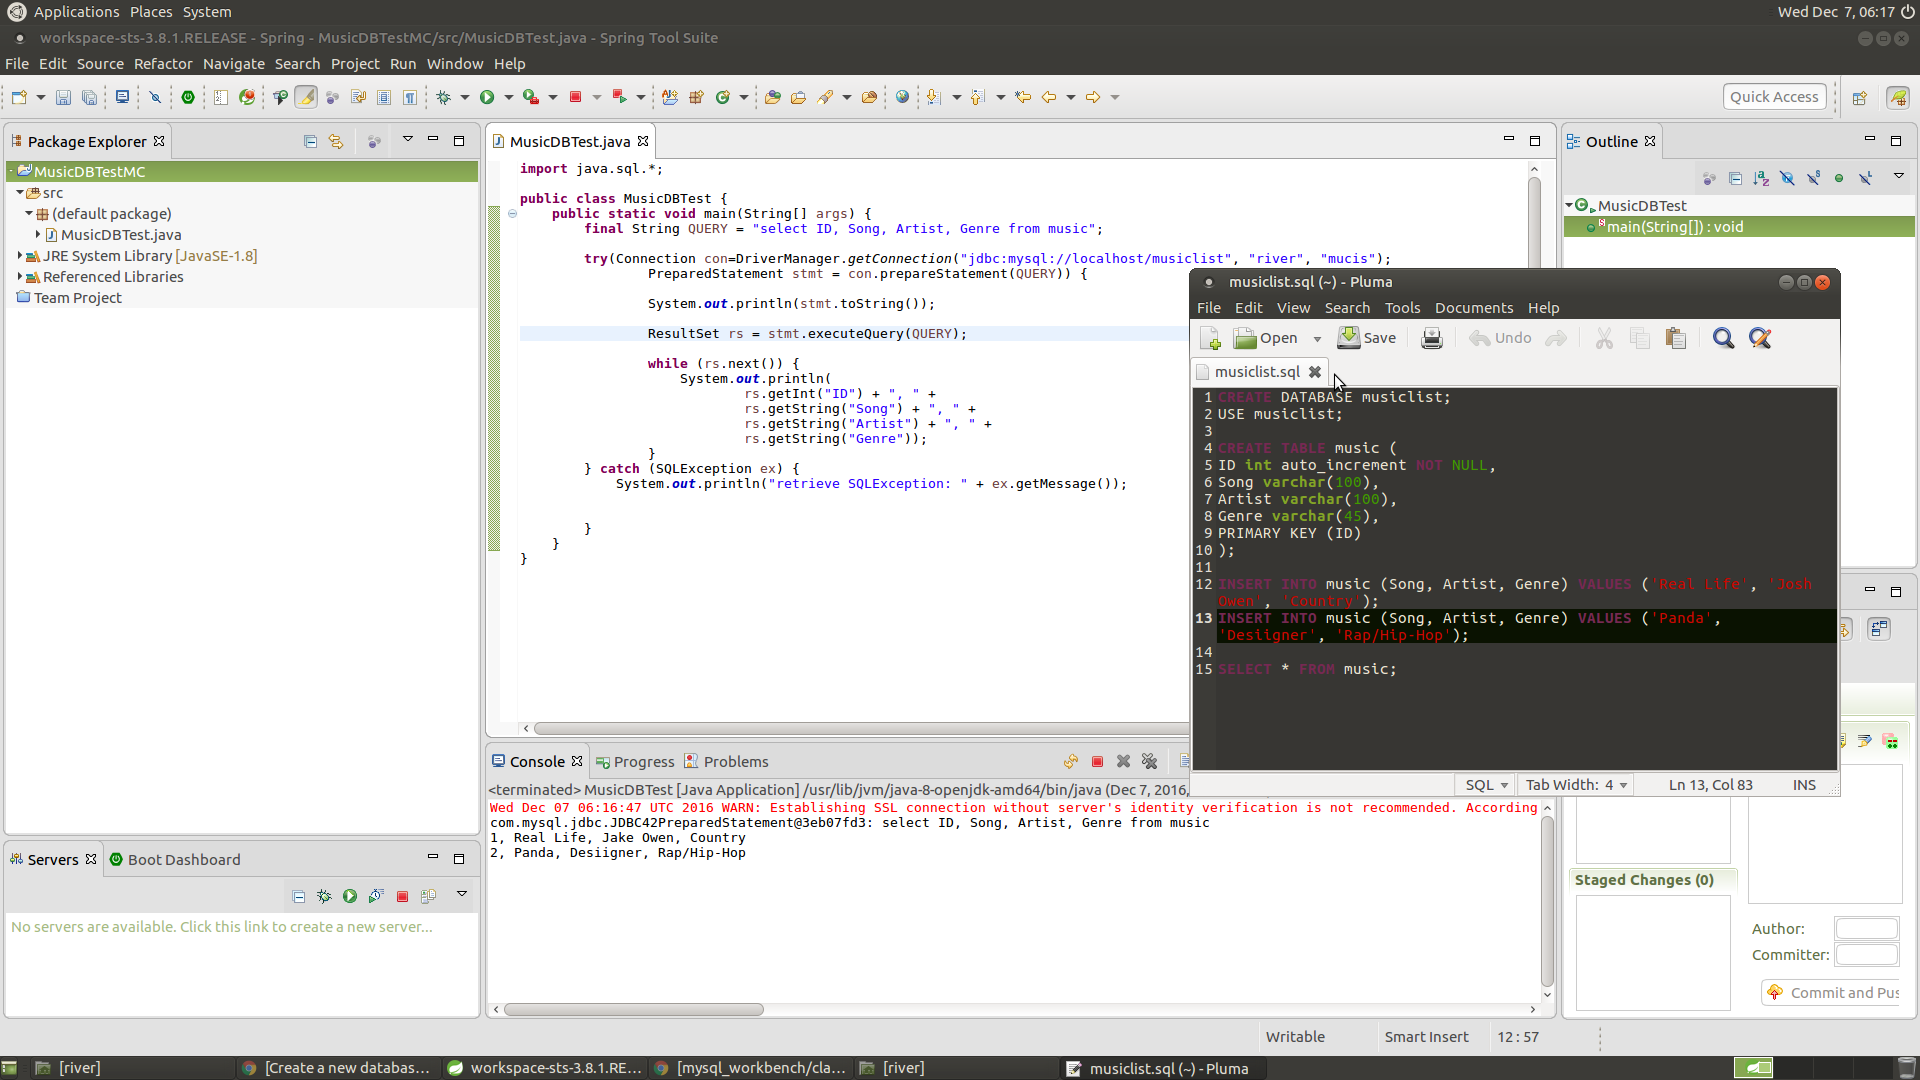 Applications Places System
Wed Dec 7, 06:17
workspace-sts-3.8.1.RELEASE - Spring - MusicDBTestMC/src/MusicDBTest.java - Spring Tool Suite
File Edit Source Refactor Navigate Search Project Run Window Help
Quick Access
Package Explorer
MusicDBTestMC
src
(default package)
MusicDBTest.java
JRE System Library [JavaSE-1.8]
Referenced Libraries
Team Project
MusicDBTest.java
import java.sql.*;
public class MusicDBTest {
public static void main(String[] args) {
final String QUERY = "select ID, Song, Artist, Genre from music";
try(Connection con=DriverManager.getConnection("jdbc:mysql://localhost/musiclist", "river", "mucis");
PreparedStatement stmt = con.prepareStatement(QUERY)) {
System.out.println(stmt.toString());
ResultSet rs = stmt.executeQuery(QUERY);
while (rs.next()) {
System.out.println(
rs.getInt("ID") + ", " +
rs.getString("Song") + ", " +
rs.getString("Artist") + ", " +
rs.getString("Genre"));
}
} catch (SQLException ex) {
System.out.println("retrieve SQLException: " + ex.getMessage());
}
}
}
Outline
MusicDBTest
main(String[]) : void
musiclist.sql (~) - Pluma
File Edit View Search Tools Documents Help
Open Save Undo
musiclist.sql
1 CREATE DATABASE musiclist;
2 USE musiclist;
3
4 CREATE TABLE music (
5 ID int auto_increment NOT NULL,
6 Song varchar(100),
7 Artist varchar(100),
8 Genre varchar(45),
9 PRIMARY KEY (ID)
10 );
11
12 INSERT INTO music (Song, Artist, Genre) VALUES ('Real Life', 'Josh
Owen', 'Country');
13 INSERT INTO music (Song, Artist, Genre) VALUES ('Panda',
'Desiigner', 'Rap/Hip-Hop');
14
15 SELECT * FROM music;
SQL Tab Width: 4 Ln 13, Col 83 INS
Console Progress Problems
<terminated> MusicDBTest [Java Application] /usr/lib/jvm/java-8-openjdk-amd64/bin/java (Dec 7, 2016,
Wed Dec 07 06:16:47 UTC 2016 WARN: Establishing SSL connection without server's identity verification is not recommended. According
com.mysql.jdbc.JDBC42PreparedStatement@3eb07fd3: select ID, Song, Artist, Genre from music
1, Real Life, Jake Owen, Country
2, Panda, Desiigner, Rap/Hip-Hop
Servers Boot Dashboard
No servers are available. Click this link to create a new server...
Staged Changes (0)
Author:
Committer:
Commit and Pus
Writable Smart Insert 12 : 57
[river] [Create a new databas... workspace-sts-3.8.1.RE... [mysql_workbench/cla... [river] musiclist.sql (~) - Pluma